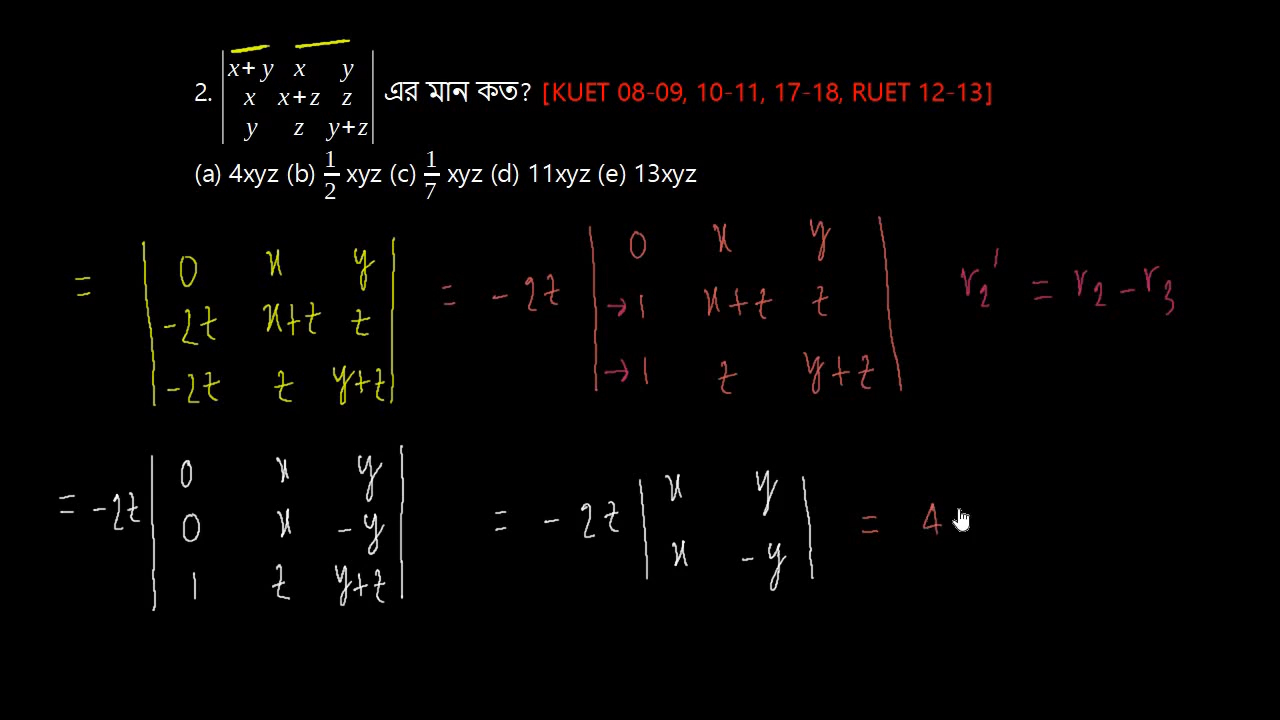 x+y x y
2. x x+z z এর মান কত? [KUET 08-09, 10-11, 17-18, RUET 12-13]
y z y+z
(a) 4xyz (b) 1/2 xyz (c) 1/7 xyz (d) 11xyz (e) 13xyz
= | 0 x y | = -2z | 0 x y | r₂' = r₂ - r₃
| -2z x+z z | | →1 x+z z |
| -2z z y+z | | →1 z y+z |
= -2z | 0 x y | = -2z | x y | = 4
| 0 x -y | | x -y |
| 1 z y+z |